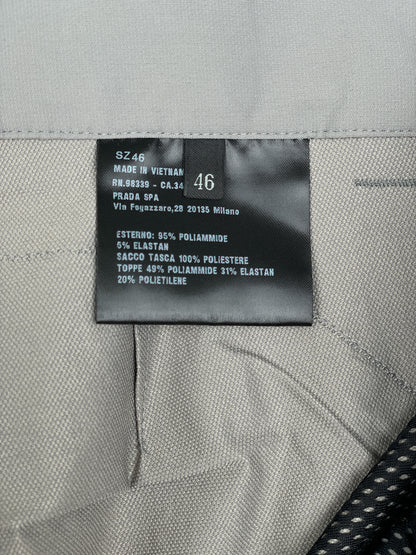 SZ46
MADE IN VIETNAM
RN.98339 - CA.34
46
PRADA SPA
Via Fogazzaro,28 20135 Milano
ESTERNO: 95% POLIAMMIDE
5% ELASTAN
SACCO TASCA 100% POLIESTERE
TOPPE 49% POLIAMMIDE 31% ELASTAN
20% POLIETILENE